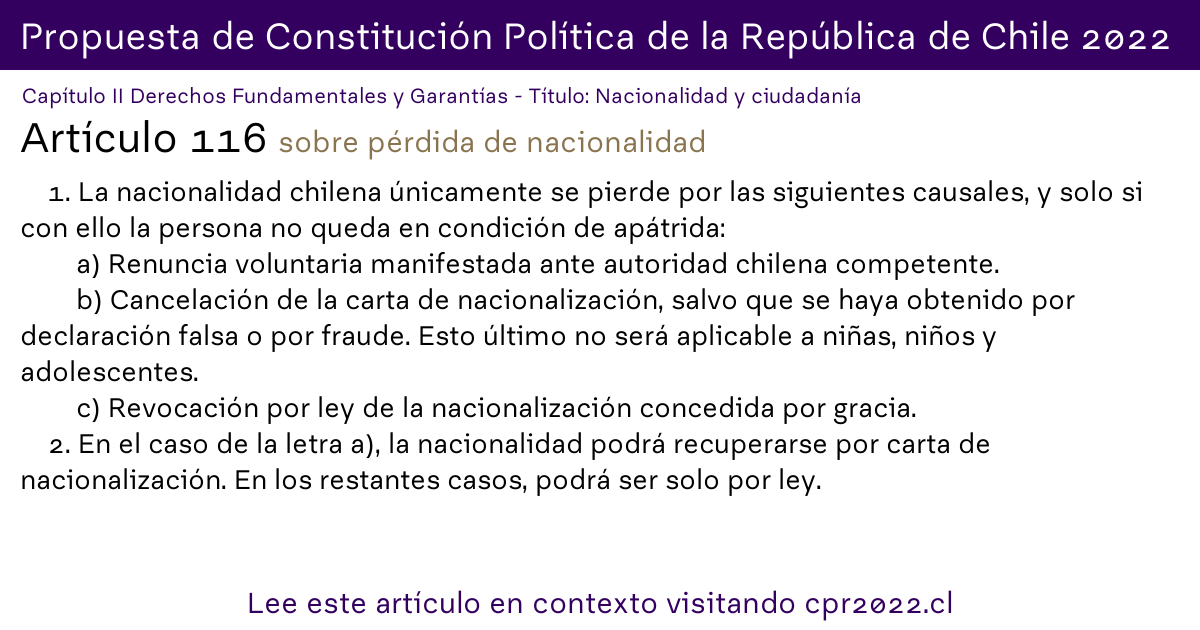 Propuesta de Constitución Política de la República de Chile 2022
Capítulo II Derechos Fundamentales y Garantías - Título: Nacionalidad y ciudadanía
Artículo 116 sobre pérdida de nacionalidad
1. La nacionalidad chilena únicamente se pierde por las siguientes causales, y solo si
con ello la persona no queda en condición de apátrida:
a) Renuncia voluntaria manifestada ante autoridad chilena competente.
b) Cancelación de la carta de nacionalización, salvo que se haya obtenido por
declaración falsa o por fraude. Esto último no será aplicable a niñas, niños y
adolescentes.
c) Revocación por ley de la nacionalización concedida por gracia.
2. En el caso de la letra a), la nacionalidad podrá recuperarse por carta de
nacionalización. En los restantes casos, podrá ser solo por ley.
Lee este artículo en contexto visitando cpr2022.cl